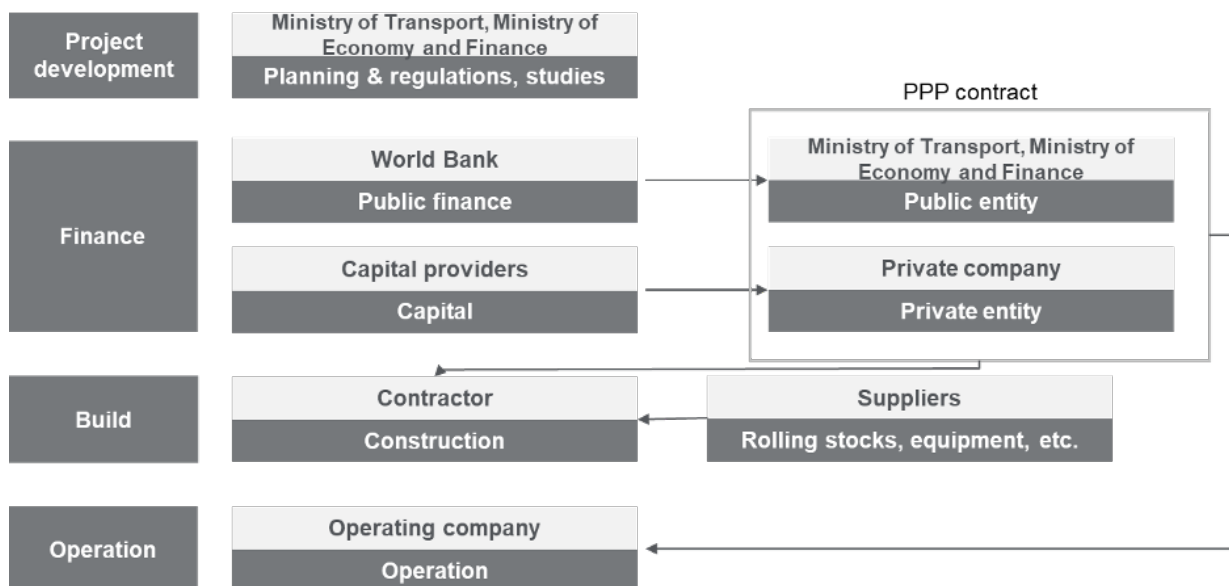 Project
development
Ministry of Transport, Ministry of
Economy and Finance
Planning & regulations, studies
PPP contract
Finance
World Bank
Public finance
Ministry of Transport, Ministry of
Economy and Finance
Public entity
Capital providers
Capital
Private company
Private entity
Build
Contractor
Construction
Suppliers
Rolling stocks, equipment, etc.
Operation
Operating company
Operation